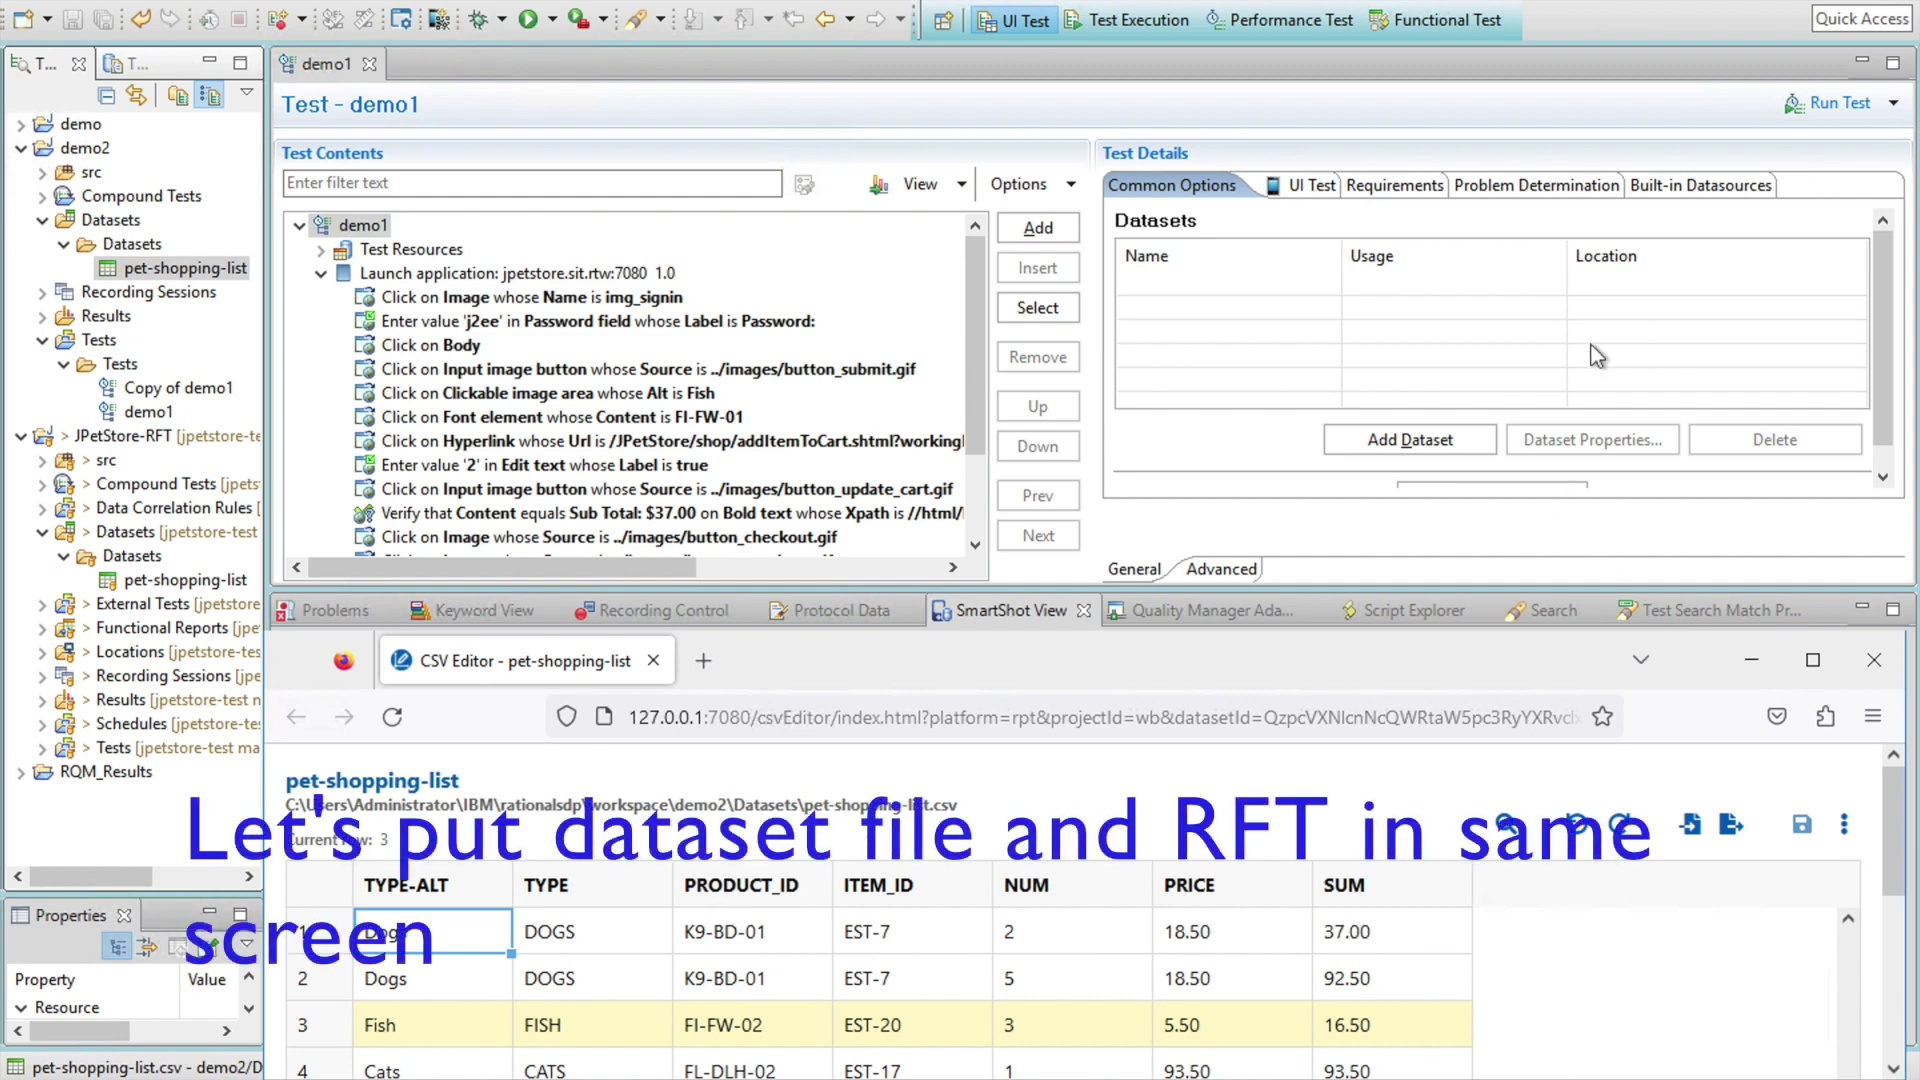 UI Test
Test Execution
Performance Test
Functional Test
Quick Access
T...
T...
demo
demo2
src
Compound Tests
Datasets
Datasets
pet-shopping-list
Recording Sessions
Results
Tests
Tests
Copy of demo1
demo1
> JPetStore-RFT [jpetstore-te
> src
> Compound Tests [jpets
> Data Correlation Rules [
Datasets [jpetstore-test
Datasets
pet-shopping-list
> External Tests [jpetstore
> Functional Reports [jpe
> Locations [jpetstore-tes
> Recording Sessions [jpe
> Results [jpetstore-test n
> Schedules [jpetstore-te:
> Tests [jpetstore-test ma
RQM_Results
Properties
Property Value
Resource
pet-shopping-list.csv - demo2/D
demo1
Test - demo1
Run Test
Test Contents
Enter filter text
View
Options
demo1
Test Resources
Launch application: jpetstore.sit.rtw:7080 1.0
Click on Image whose Name is img_signin
Enter value 'j2ee' in Password field whose Label is Password:
Click on Body
Click on Input image button whose Source is ../images/button_submit.gif
Click on Clickable image area whose Alt is Fish
Click on Font element whose Content is FI-FW-01
Click on Hyperlink whose Url is /JPetStore/shop/addItemToCart.shtml?workingI
Enter value '2' in Edit text whose Label is true
Click on Input image button whose Source is ../images/button_update_cart.gif
Verify that Content equals Sub Total: $37.00 on Bold text whose Xpath is //html/
Click on Image whose Source is ../images/button_checkout.gif
Add
Insert
Select
Remove
Up
Down
Prev
Next
Test Details
Common Options
UI Test
Requirements
Problem Determination
Built-in Datasources
Datasets
Name Usage Location
Add Dataset
Dataset Properties...
Delete
General
Advanced
Problems
Keyword View
Recording Control
Protocol Data
SmartShot View
Quality Manager Ada...
Script Explorer
Search
Test Search Match Pr...
CSV Editor - pet-shopping-list
127.0.0.1:7080/csvEditor/index.html?platform=rpt&projectId=wb&datasetId=QzpcVXNlcnNcQWRtaW5pc3RyYXRvcl
pet-shopping-list
C:\Users\Administrator\IBM\rationalsdp\workspace\demo2\Datasets\pet-shopping-list.csv
Current row: 3
Let's put dataset file and RFT in same
screen
TYPE-ALT TYPE PRODUCT_ID ITEM_ID NUM PRICE SUM
1 Dogs DOGS K9-BD-01 EST-7 2 18.50 37.00
2 Dogs DOGS K9-BD-01 EST-7 5 18.50 92.50
3 Fish FISH FI-FW-02 EST-20 3 5.50 16.50
4 Cats CATS FL-DLH-02 EST-17 1 93.50 93.50